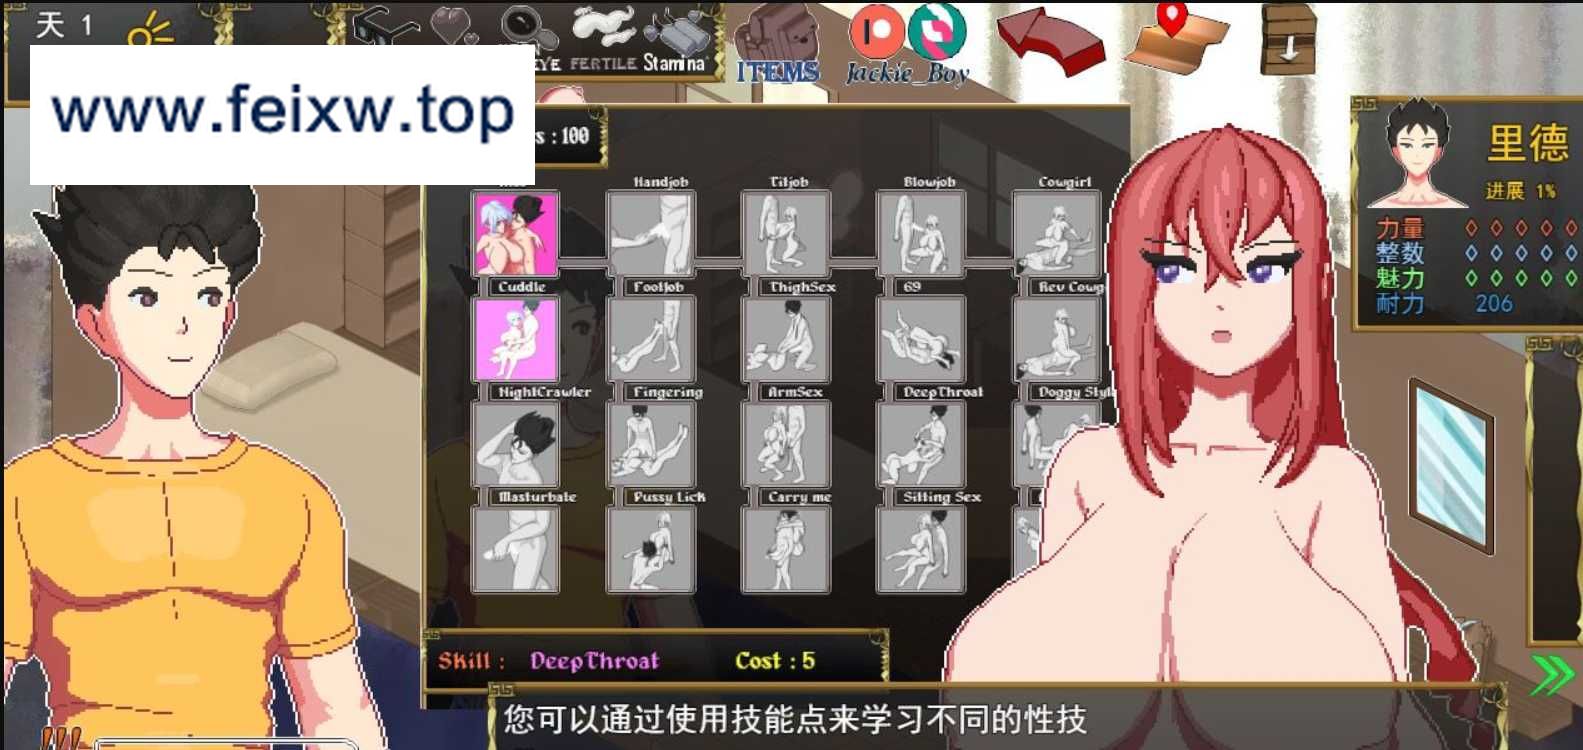 天 1
EYE FERTILE Stamina
ITEMS
Jackie_Boy
www.feixw.top
s : 100
里德
进展 1%
力量
整数
魅力
耐力 206
Handjob Titjob Blowjob Cowgirl
Cuddle Footjob ThighSex 69 Rev Cowg
NightCrawler Fingering ArmSex DeepThroat Doggy Style
Masturbate Pussy Lick Carry me Sitting Sex
Skill : DeepThroat Cost : 5
您可以通过使用技能点来学习不同的性技